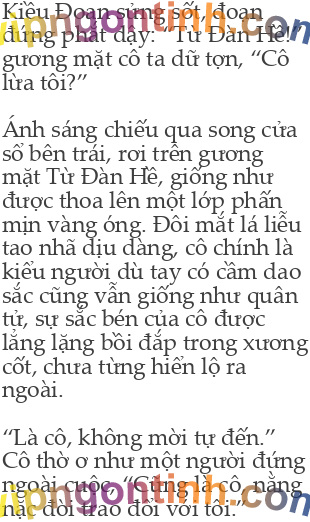 Kiều Đoan sửng sốt, đoạn
đứng phắt dậy: “Từ Đàn Hề!”
gương mặt cô ta dữ tợn, “Cô
lừa tôi?”
Ánh sáng chiếu qua song cửa
sổ bên trái, rơi trên gương
mặt Từ Đàn Hề, giống như
được thoa lên một lớp phấn
mịn vàng óng. Đôi mắt lá liễu
tao nhã dịu dàng, cô chính là
kiểu người dù tay có cầm dao
sắc cũng vẫn giống như quân
tử, sự sắc bén của cô được
lẳng lặng bồi đắp trong xương
cốt, chưa từng hiển lộ ra
ngoài.
“Là cô, không mời tự đến.”
Cô thờ ơ như một người đứng
ngoài cuộc, “Cũng là cô, nằng
nặc đòi trao đổi với tôi.”
vipngontinh.com
vipngontinh.com